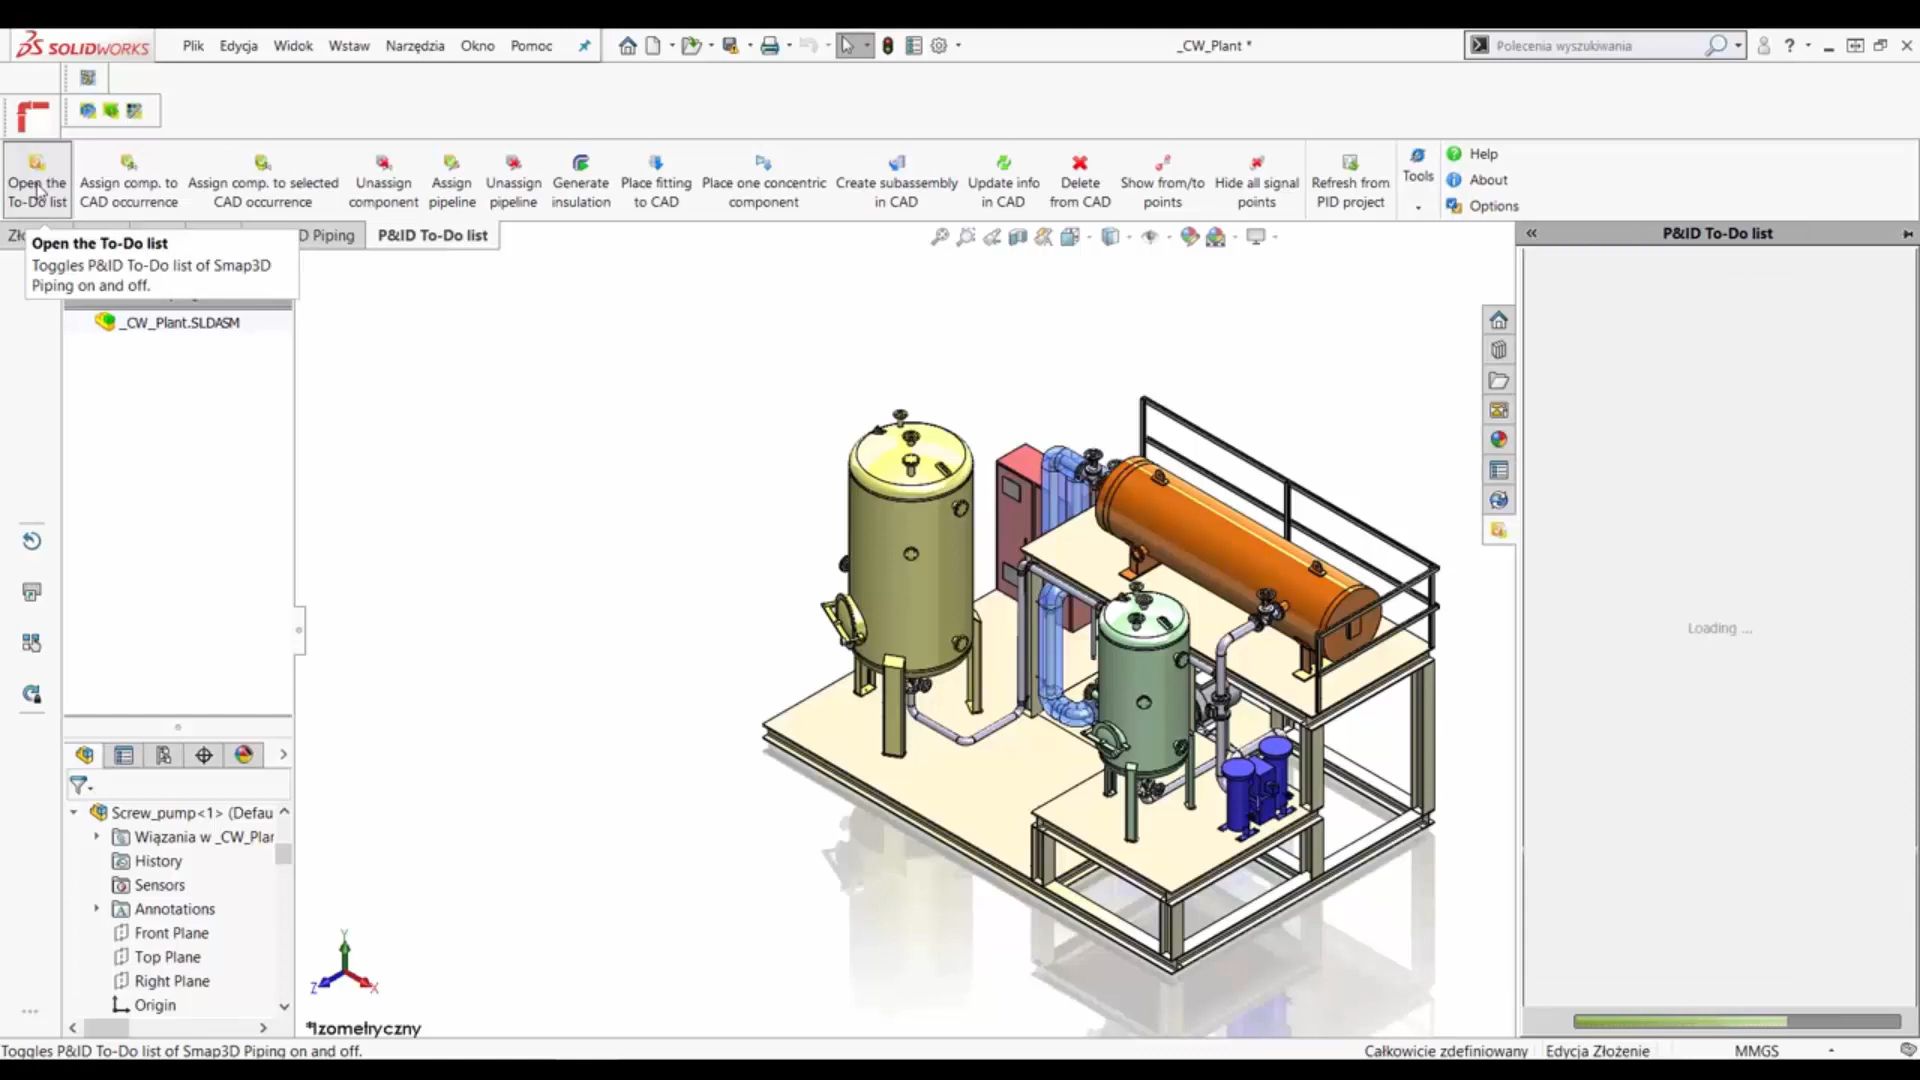 SOLIDWORKS
Plik Edycja Widok Wstaw Narzędzia Okno Pomoc
_CW_Plant *
Polecenia wyszukiwania
Open the To-Do list
Assign comp. to CAD occurrence
Assign comp. to selected CAD occurrence
Unassign component
Assign pipeline
Unassign pipeline
Generate insulation
Place fitting to CAD
Place one concentric component
Create subassembly in CAD
Update info in CAD
Delete from CAD
Show from/to points
Hide all signal points
Refresh from PID project
Tools
Help
About
Options
D Piping
P&ID To-Do list
Open the To-Do list
Toggles P&ID To-Do list of Smap3D
Piping on and off.
P&ID To-Do list
_CW_Plant.SLDASM
Loading ...
Screw_pump<1> (Defau
Wiązania w _CW_Plar
History
Sensors
Annotations
Front Plane
Top Plane
Right Plane
Origin
Y
Z
X
*Izometryczny
Toggles P&ID To-Do list of Smap3D Piping on and off.
Całkowicie zdefiniowany
Edycja Złożenie
MMGS